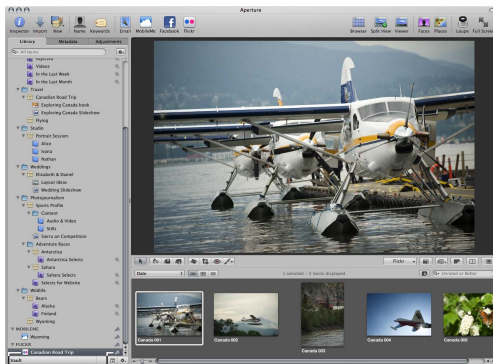 Aperture
Inspector Import New Name Keywords Email MobileMe Facebook Flickr Browser Split View Viewer Faces Places Loupe Full Screen
Library Metadata Adjustments
All Items
Rejected
Videos
In the Last Week
In the Last Month
Travel
Canadian Road Trip
Exploring Canada book
Exploring Canada Slideshow
Flying
Studio
Portrait Session
Alice
Ivana
Nathan
Weddings
Elizabeth & Daniel
Layout Ideas
Wedding Slideshow
Photojournalism
Sports Profile
Content
Audio & Video
Stills
Sierra on Competition
Adventure Races
Antarctica
Antarctica Selects
Sahara
Sahara Selects
Selects for Website
Wildlife
Bears
Alaska
Finland
Wyoming
MOBILEME
Wyoming
FLICKR
Canadian Road Trip
Vault
Flickr
Date
1 selected - 5 items displayed
Unrated or Better
Canada 001
Canada 002
Canada 003
Canada 004
Canada 008